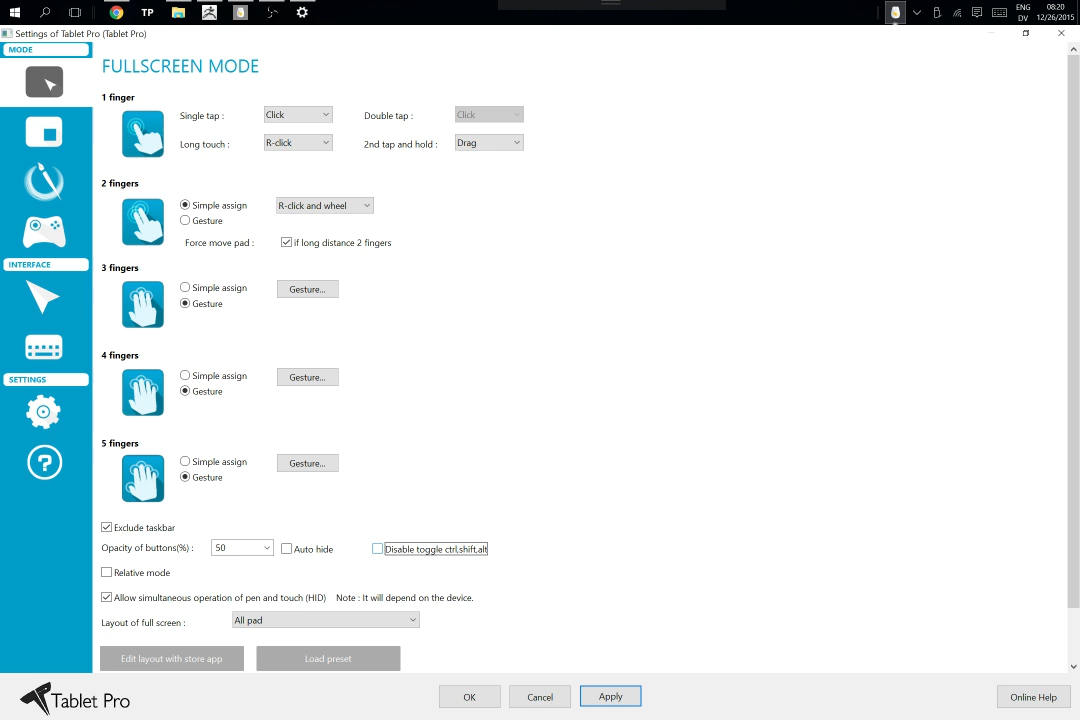 TP
ENG
DV
08:20
12/26/2015
Settings of Tablet Pro (Tablet Pro)
MODE
FULLSCREEN MODE
1 finger
Single tap : Click Double tap : Click
Long touch : R-click 2nd tap and hold : Drag
2 fingers
Simple assign R-click and wheel
Gesture
Force move pad : if long distance 2 fingers
INTERFACE
3 fingers
Simple assign Gesture...
Gesture
4 fingers
Simple assign Gesture...
Gesture
SETTINGS
5 fingers
Simple assign Gesture...
Gesture
Exclude taskbar
Opacity of buttons(%) : 50 Auto hide Disable toggle ctrl,shift,alt
Relative mode
Allow simultaneous operation of pen and touch (HID) Note : It will depend on the device.
Layout of full screen : All pad
Edit layout with store app Load preset
Tablet Pro OK Cancel Apply Online Help